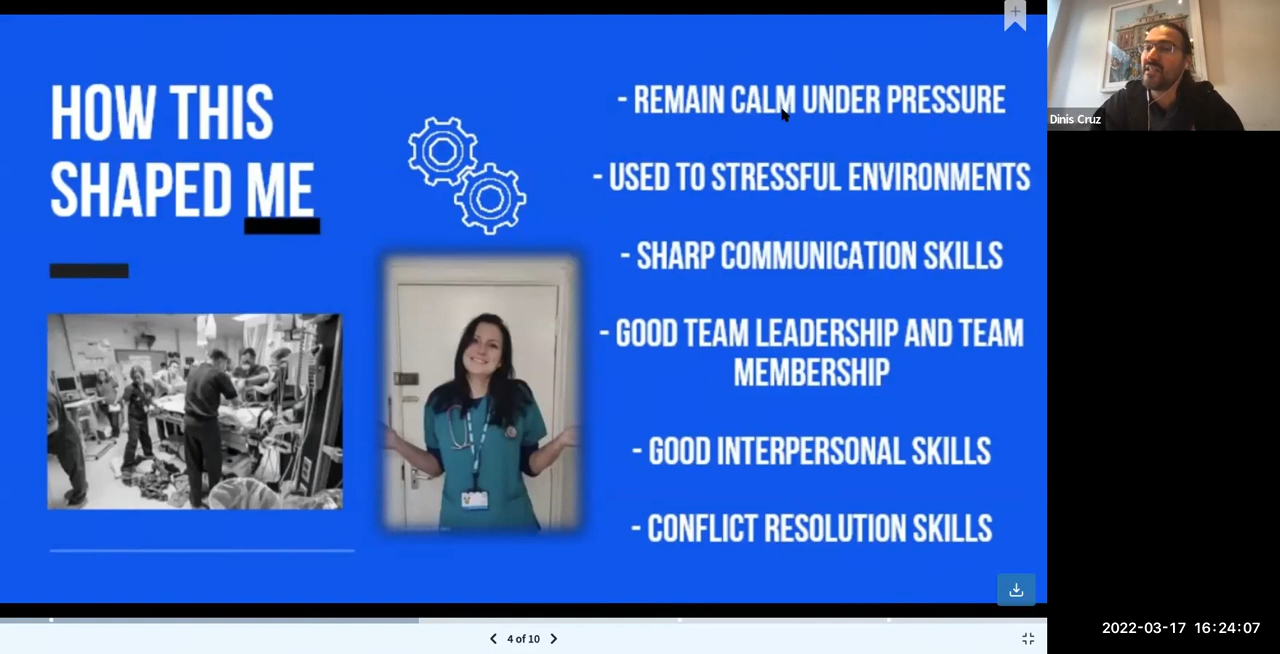 HOW THIS
SHAPED ME
- REMAIN CALM UNDER PRESSURE
- USED TO STRESSFUL ENVIRONMENTS
- SHARP COMMUNICATION SKILLS
- GOOD TEAM LEADERSHIP AND TEAM
MEMBERSHIP
- GOOD INTERPERSONAL SKILLS
- CONFLICT RESOLUTION SKILLS
4 of 10
Dinis Cruz
2022-03-17 16:24:07